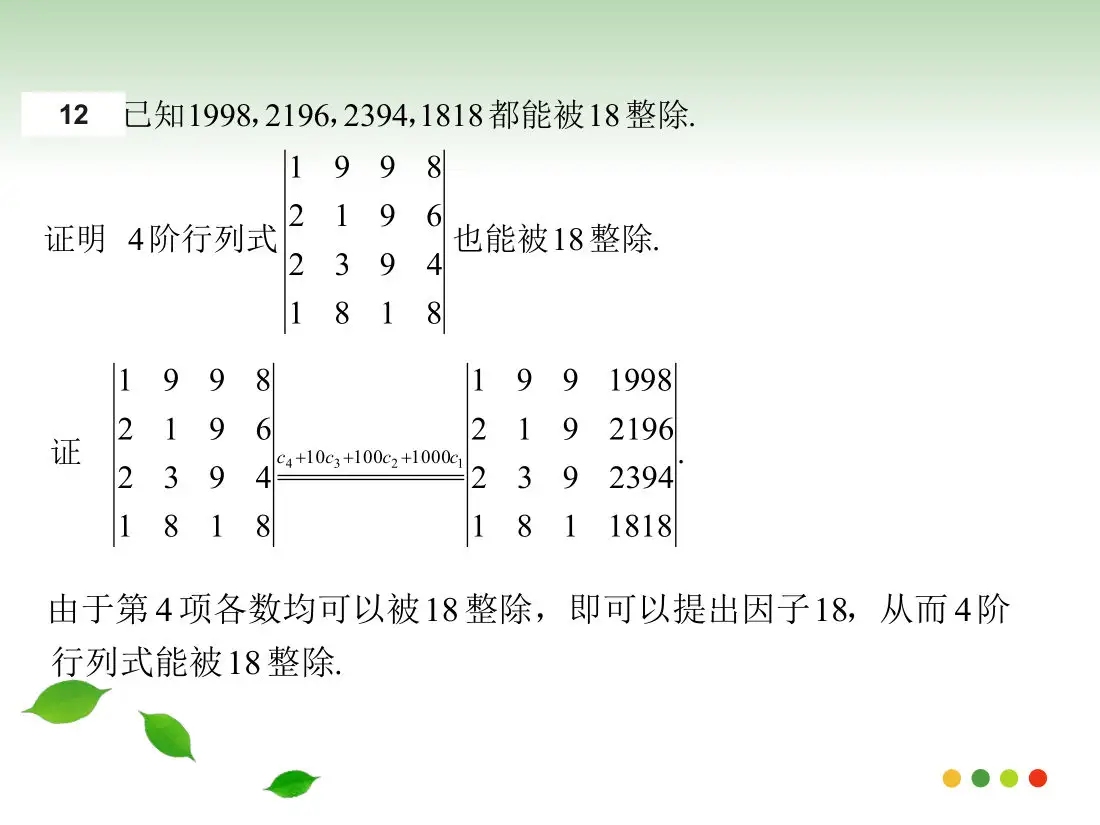 12 已知1998，2196，2394，1818都能被18整除.
1 9 9 8
2 1 9 6
证明 4阶行列式 也能被18整除.
2 3 9 4
1 8 1 8
1 9 9 8 1 9 9 1998
2 1 9 6 2 1 9 2196
证 c₄+10c₃+100c₂+1000c₁ .
2 3 9 4 2 3 9 2394
1 8 1 8 1 8 1 1818
由于第4项各数均可以被18整除，即可以提出因子18，从而4阶
行列式能被18整除.